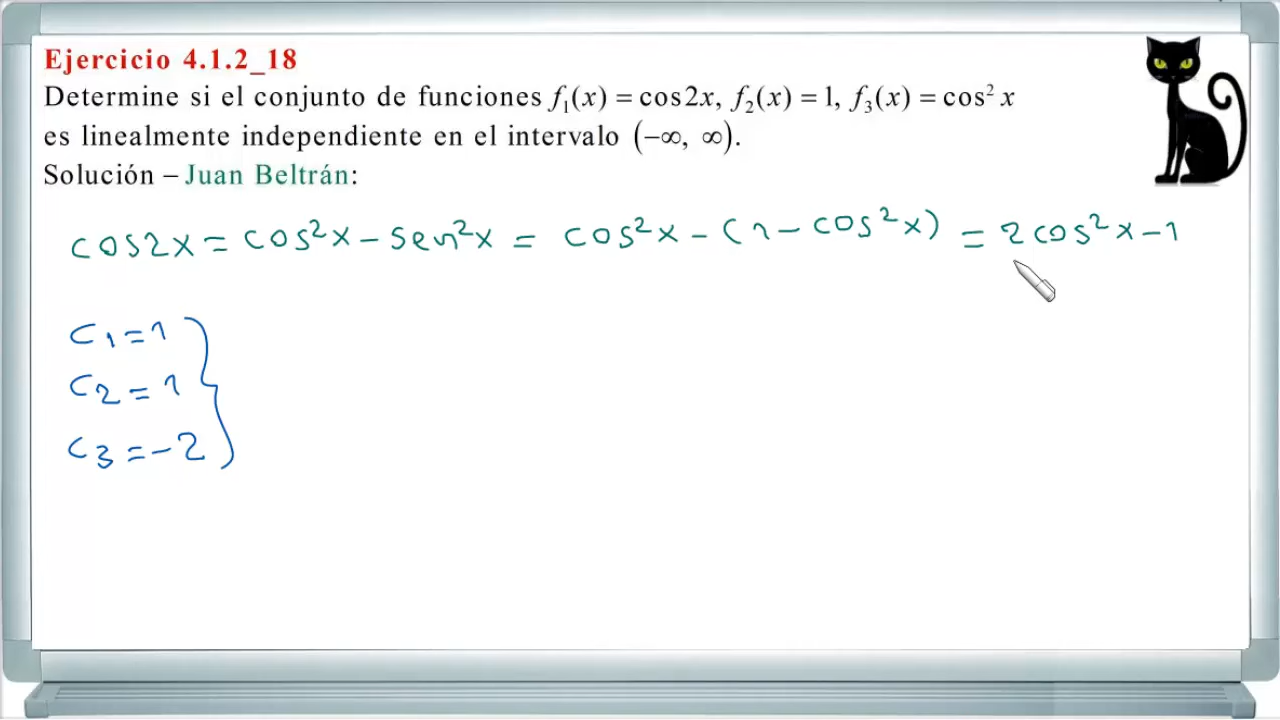 Ejercicio 4.1.2_18
Determine si el conjunto de funciones f₁(x) = cos2x, f₂(x) = 1, f₃(x) = cos² x
es linealmente independiente en el intervalo (−∞, ∞).
Solución – Juan Beltrán:
cos2x = cos²x − sen²x = cos²x − (1 − cos²x) = 2cos²x − 1
c₁ = 1
c₂ = 1
c₃ = −2